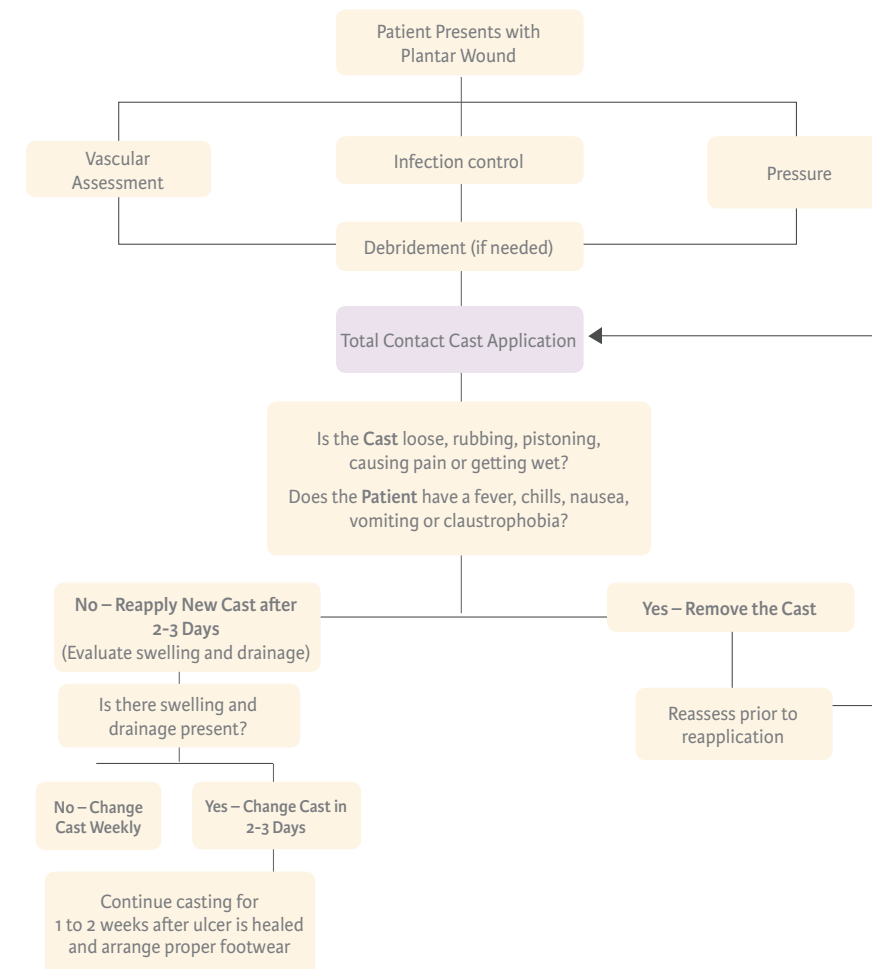 Patient Presents with
Plantar Wound
Vascular
Assessment
Infection control
Pressure
Debridement (if needed)
Total Contact Cast Application
Is the Cast loose, rubbing, pistoning,
causing pain or getting wet?
Does the Patient have a fever, chills, nausea,
vomiting or claustrophobia?
No – Reapply New Cast after
2-3 Days
(Evaluate swelling and drainage)
Yes – Remove the Cast
Is there swelling and
drainage present?
Reassess prior to
reapplication
No – Change
Cast Weekly
Yes – Change Cast in
2-3 Days
Continue casting for
1 to 2 weeks after ulcer is healed
and arrange proper footwear